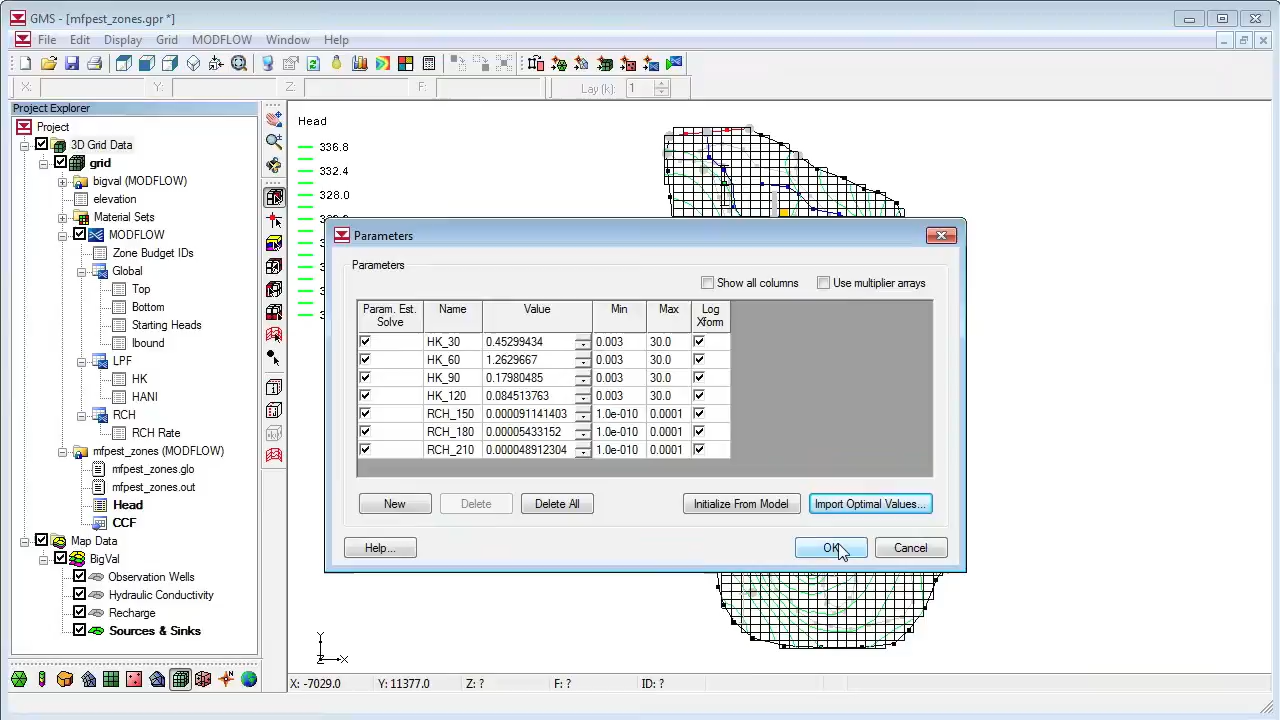 GMS - [mfpest_zones.gpr *]
File Edit Display Grid MODFLOW Window Help
X: Y: Z: F: Lay (k): 1
Project Explorer
Project
3D Grid Data
grid
bigval (MODFLOW)
elevation
Material Sets
MODFLOW
Zone Budget IDs
Global
Top
Bottom
Starting Heads
Ibound
LPF
HK
HANI
RCH
RCH Rate
mfpest_zones (MODFLOW)
mfpest_zones.glo
mfpest_zones.out
Head
CCF
Map Data
BigVal
Observation Wells
Hydraulic Conductivity
Recharge
Sources & Sinks
Head
336.8
332.4
328.0
Parameters
Parameters
Show all columns Use multiplier arrays
Param. Est. Solve Name Value Min Max Log Xform
HK_30 0.45299434 0.003 30.0
HK_60 1.2629667 0.003 30.0
HK_90 0.17980485 0.003 30.0
HK_120 0.084513763 0.003 30.0
RCH_150 0.000091141403 1.0e-010 0.0001
RCH_180 0.00005433152 1.0e-010 0.0001
RCH_210 0.000048912304 1.0e-010 0.0001
New Delete Delete All Initialize From Model Import Optimal Values...
Help... OK Cancel
Y
Z X
X: -7029.0 Y: 11377.0 Z: ? F: ? ID: ?